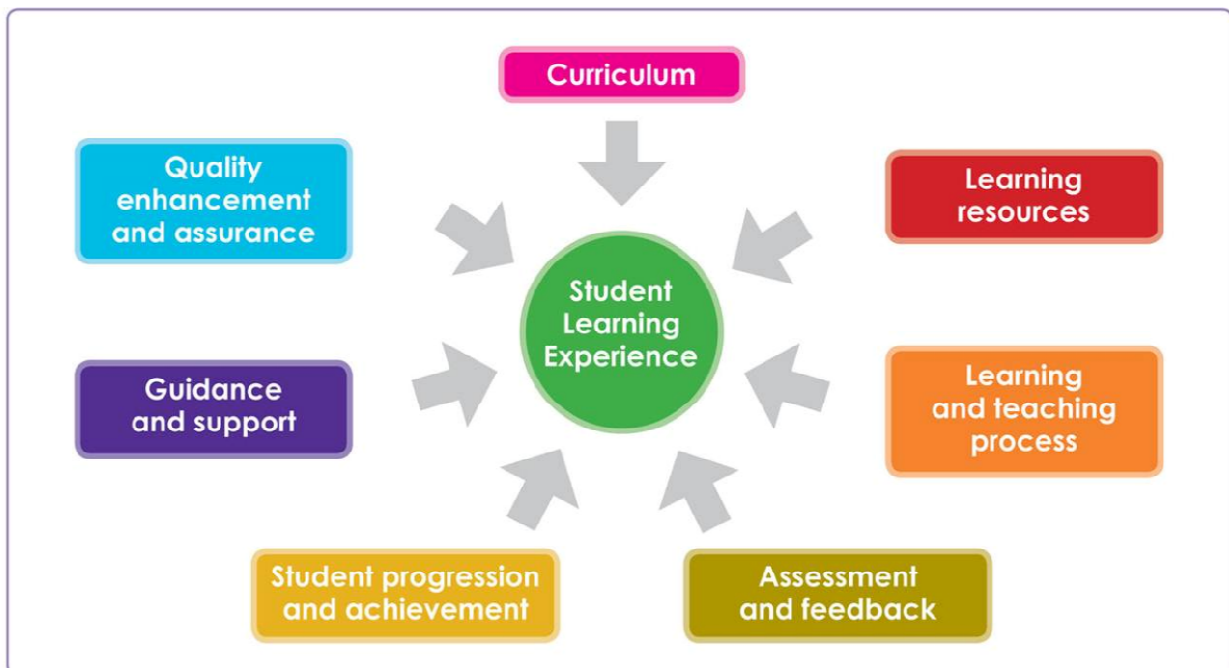 Curriculum
Quality
enhancement
and assurance
Learning
resources
Student
Learning
Experience
Guidance
and support
Learning
and teaching
process
Student progression
and achievement
Assessment
and feedback